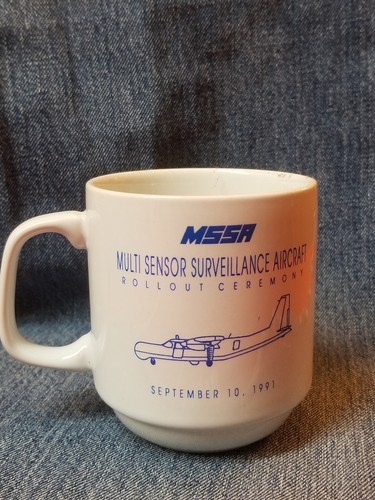 MSSA
MULTI SENSOR SURVEILLANCE AIRCRAFT
ROLLOUT CEREMONY
SEPTEMBER 10, 1991